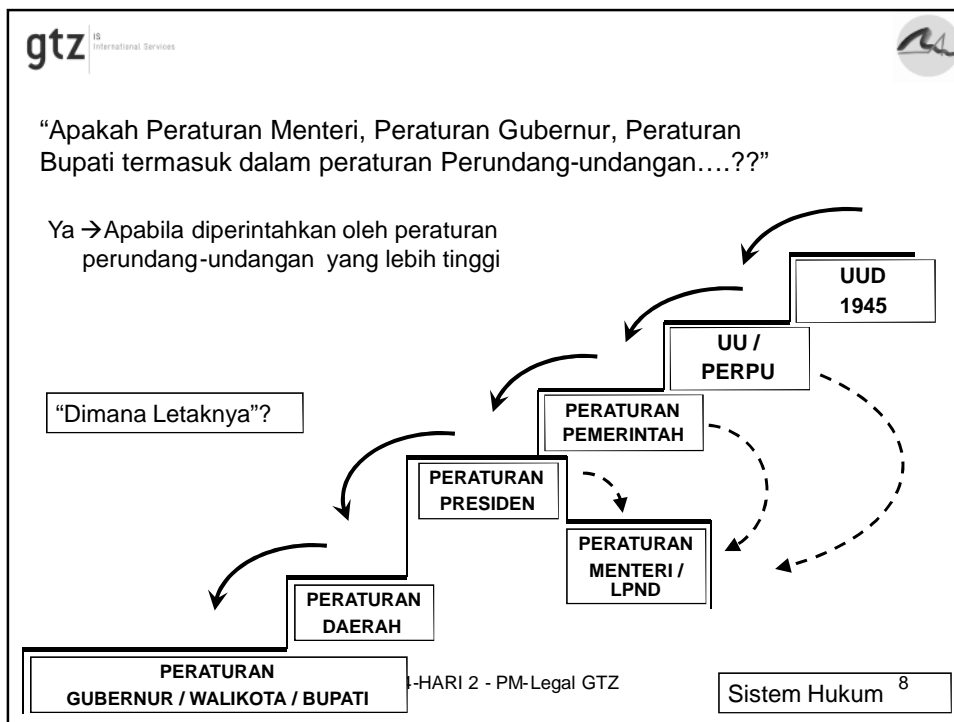 gtz IS
International Services
“Apakah Peraturan Menteri, Peraturan Gubernur, Peraturan
Bupati termasuk dalam peraturan Perundang-undangan….??”
Ya →Apabila diperintahkan oleh peraturan
perundang-undangan yang lebih tinggi
UUD
1945
UU /
PERPU
“Dimana Letaknya”?
PERATURAN
PEMERINTAH
PERATURAN
PRESIDEN
PERATURAN
MENTERI /
LPND
PERATURAN
DAERAH
PERATURAN
GUBERNUR / WALIKOTA / BUPATI
-HARI 2 - PM-Legal GTZ
Sistem Hukum 8